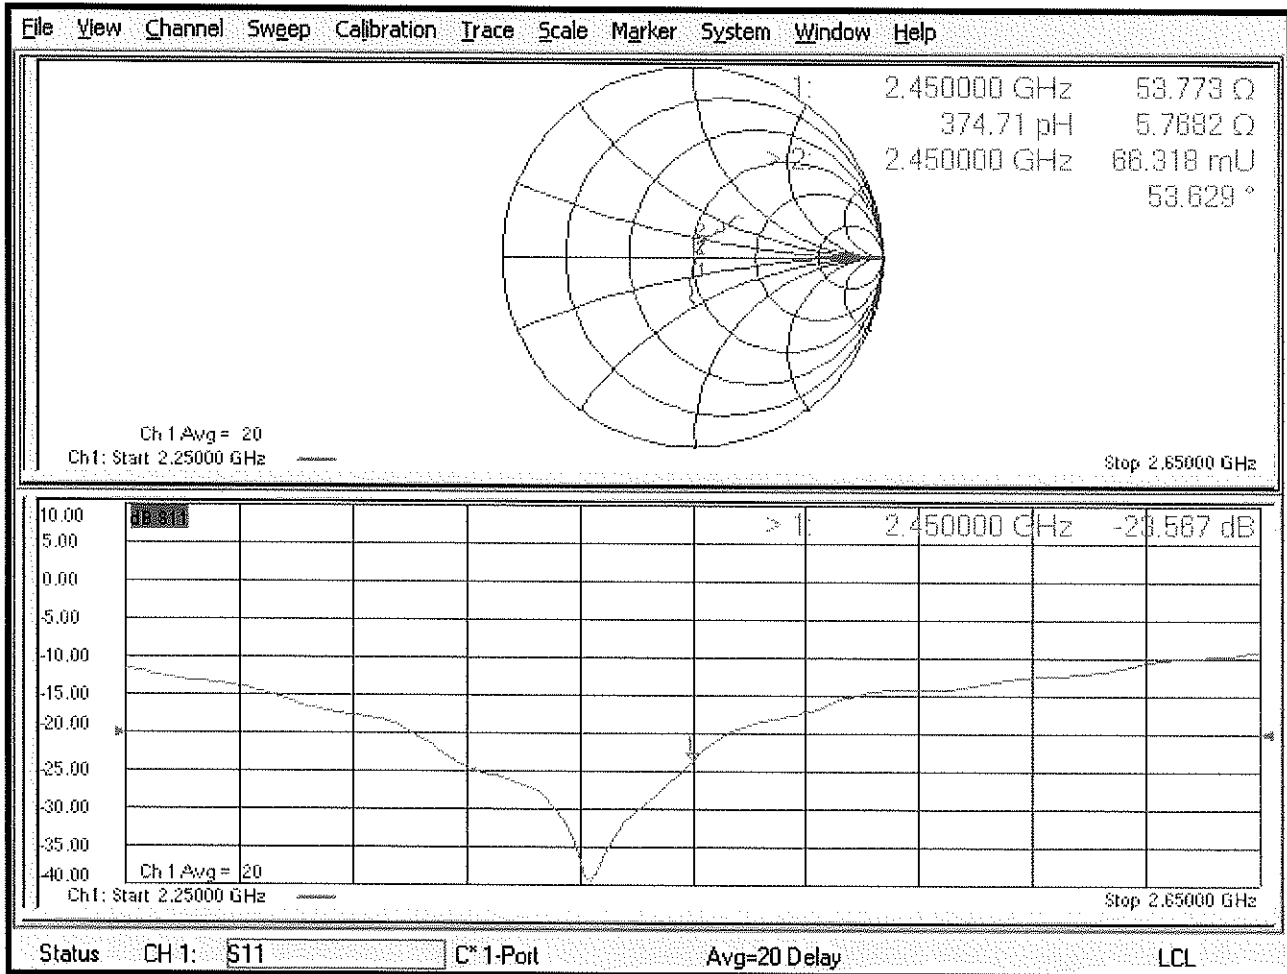 File View Channel Sweep Calibration Trace Scale Marker System Window Help
1: 2.450000 GHz 53.773 Ω
374.71 pH 5.7682 Ω
> 2: 2.450000 GHz 66.318 mU
53.629 °
Ch 1 Avg = 20
Ch1: Start 2.25000 GHz
Stop 2.65000 GHz
10.00 dB S11 > 1: 2.450000 GHz -23.567 dB
5.00
0.00
-5.00
-10.00
-15.00
-20.00
-25.00
-30.00
-35.00
-40.00 Ch 1 Avg = 20
Ch1: Start 2.25000 GHz
Stop 2.65000 GHz
Status CH 1: S11 C* 1-Port Avg=20 Delay LCL